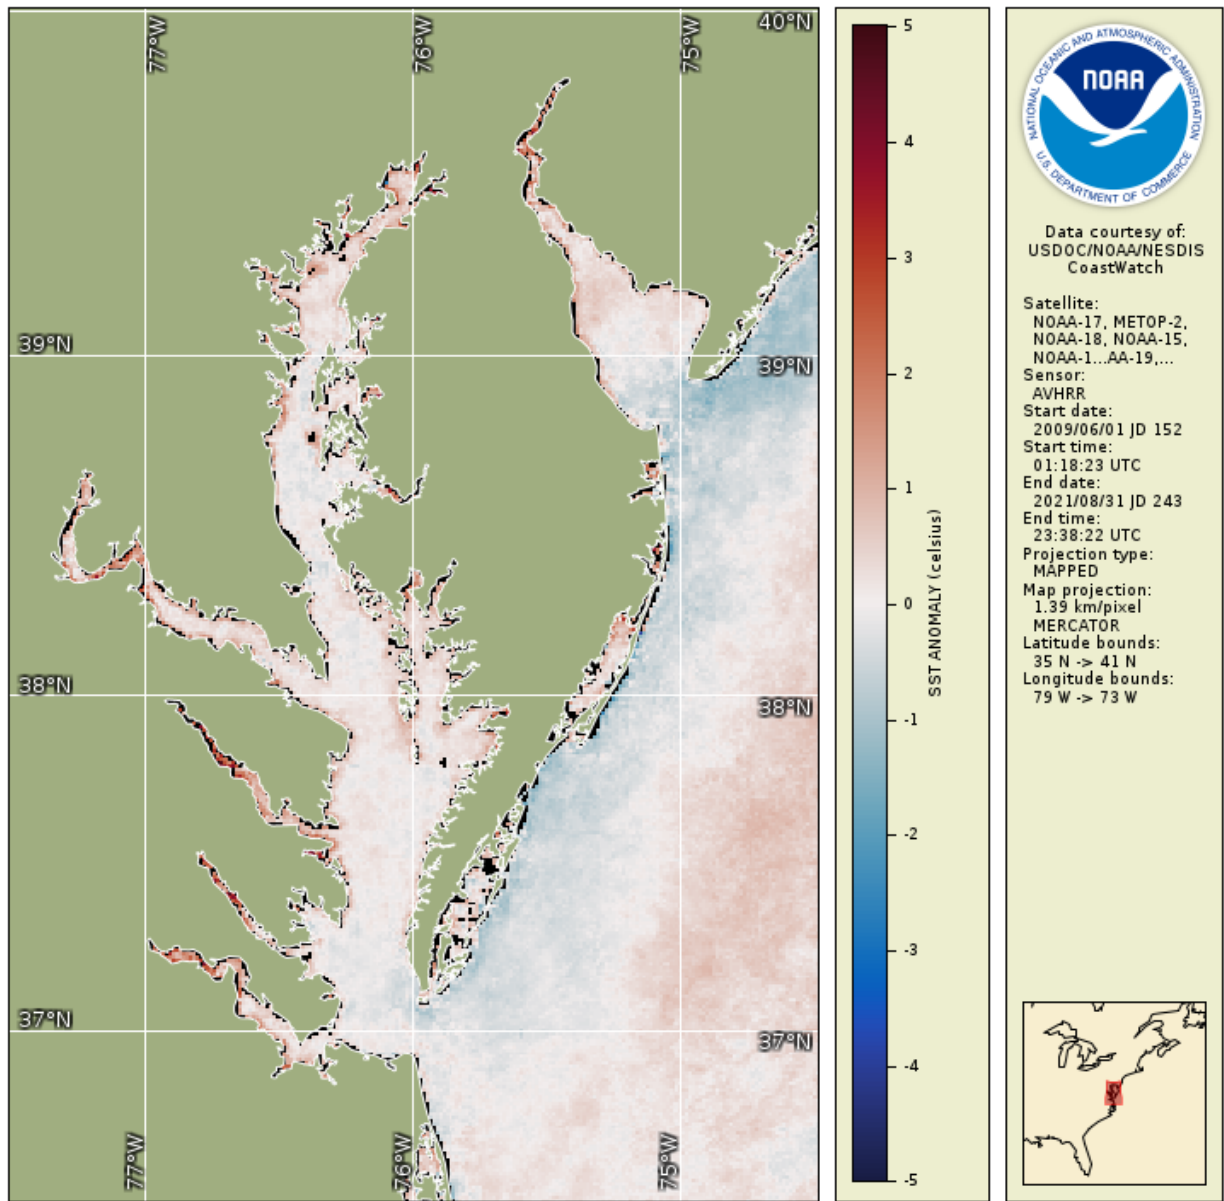 77°W
76°W
75°W
40°N
39°N
39°N
38°N
38°N
37°N
37°N
77°W
76°W
75°W
5
4
3
2
1
0
-1
-2
-3
-4
-5
SST ANOMALY (celsius)
NATIONAL OCEANIC AND ATMOSPHERIC ADMINISTRATION
NOAA
U.S. DEPARTMENT OF COMMERCE
Data courtesy of:
USDOC/NOAA/NESDIS
CoastWatch
Satellite:
NOAA-17, METOP-2,
NOAA-18, NOAA-15,
NOAA-1...AA-19,...
Sensor:
AVHRR
Start date:
2009/06/01 JD 152
Start time:
01:18:23 UTC
End date:
2021/08/31 JD 243
End time:
23:38:22 UTC
Projection type:
MAPPED
Map projection:
1.39 km/pixel
MERCATOR
Latitude bounds:
35 N -> 41 N
Longitude bounds:
79 W -> 73 W